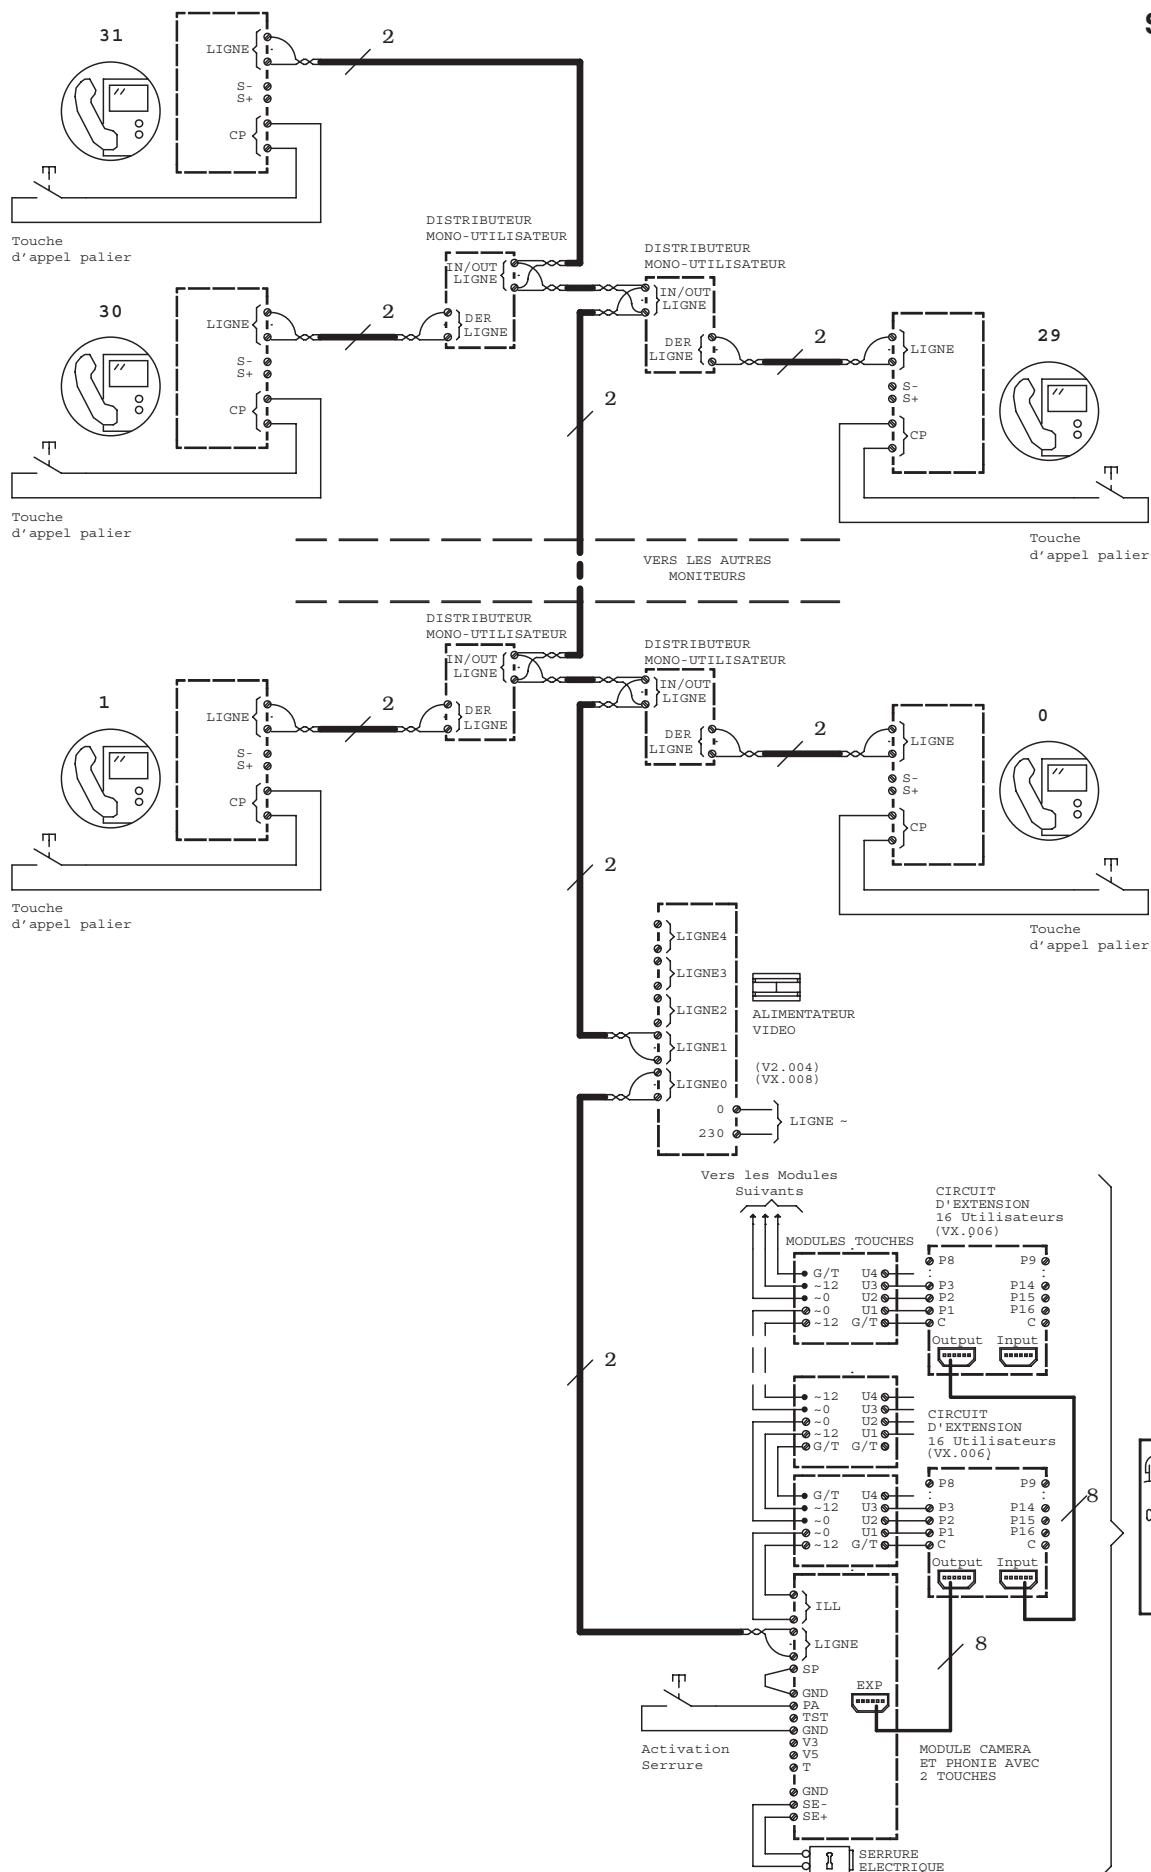 S
31
LIGNE
2
S-
S+
CP
Touche
d'appel palier
DISTRIBUTEUR
MONO-UTILISATEUR
IN/OUT
LIGNE
DER
LIGNE
DISTRIBUTEUR
MONO-UTILISATEUR
IN/OUT
LIGNE
DER
LIGNE
30
LIGNE
2
S-
S+
CP
Touche
d'appel palier
2
LIGNE
29
S-
S+
CP
Touche
d'appel palier
2
VERS LES AUTRES
MONITEURS
DISTRIBUTEUR
MONO-UTILISATEUR
IN/OUT
LIGNE
DER
LIGNE
DISTRIBUTEUR
MONO-UTILISATEUR
IN/OUT
LIGNE
DER
LIGNE
1
LIGNE
2
S-
S+
CP
Touche
d'appel palier
2
LIGNE
0
S-
S+
CP
Touche
d'appel palier
2
LIGNE4
LIGNE3
LIGNE2
LIGNE1
LIGNE0
0
230
LIGNE ~
ALIMENTATEUR
VIDEO
(V2.004)
(VX.008)
2
Vers les Modules
Suivants
MODULES TOUCHES
G/T U4
~12 U3
~0 U2
~0 U1
~12 G/T
CIRCUIT
D'EXTENSION
16 Utilisateurs
(VX.006)
P8 P9
P3 P14
P2 P15
P1 P16
C C
Output Input
~12 U4
~0 U3
~0 U2
~12 U1
G/T G/T
CIRCUIT
D'EXTENSION
16 Utilisateurs
(VX.006)
G/T U4
~12 U3
~0 U2
~0 U1
~12 G/T
P8 P9
P3 P14
P2 P15
P1 P16
C C
Output Input
8
8
ILL
LIGNE
SP
GND
PA
TST
GND
V3
V5
T
GND
SE-
SE+
EXP
Activation
Serrure
MODULE CAMERA
ET PHONIE AVEC
2 TOUCHES
SERRURE
ELECTRIQUE